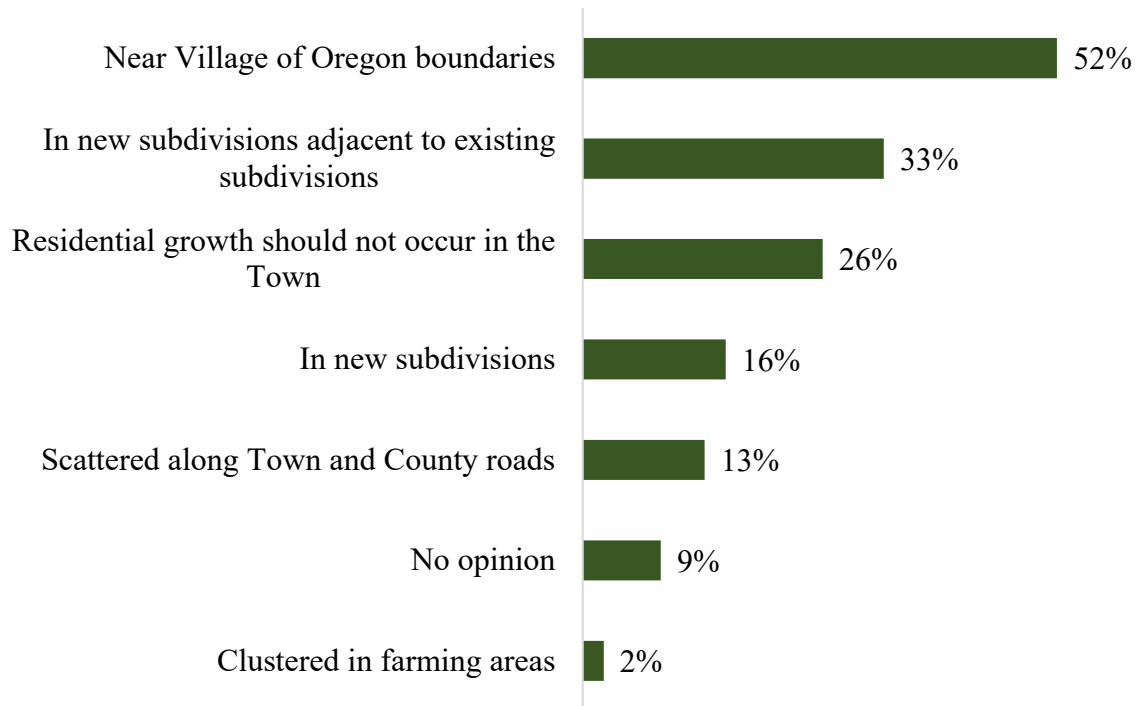 Near Village of Oregon boundaries 52%
In new subdivisions adjacent to existing
subdivisions 33%
Residential growth should not occur in the
Town 26%
In new subdivisions 16%
Scattered along Town and County roads 13%
No opinion 9%
Clustered in farming areas 2%